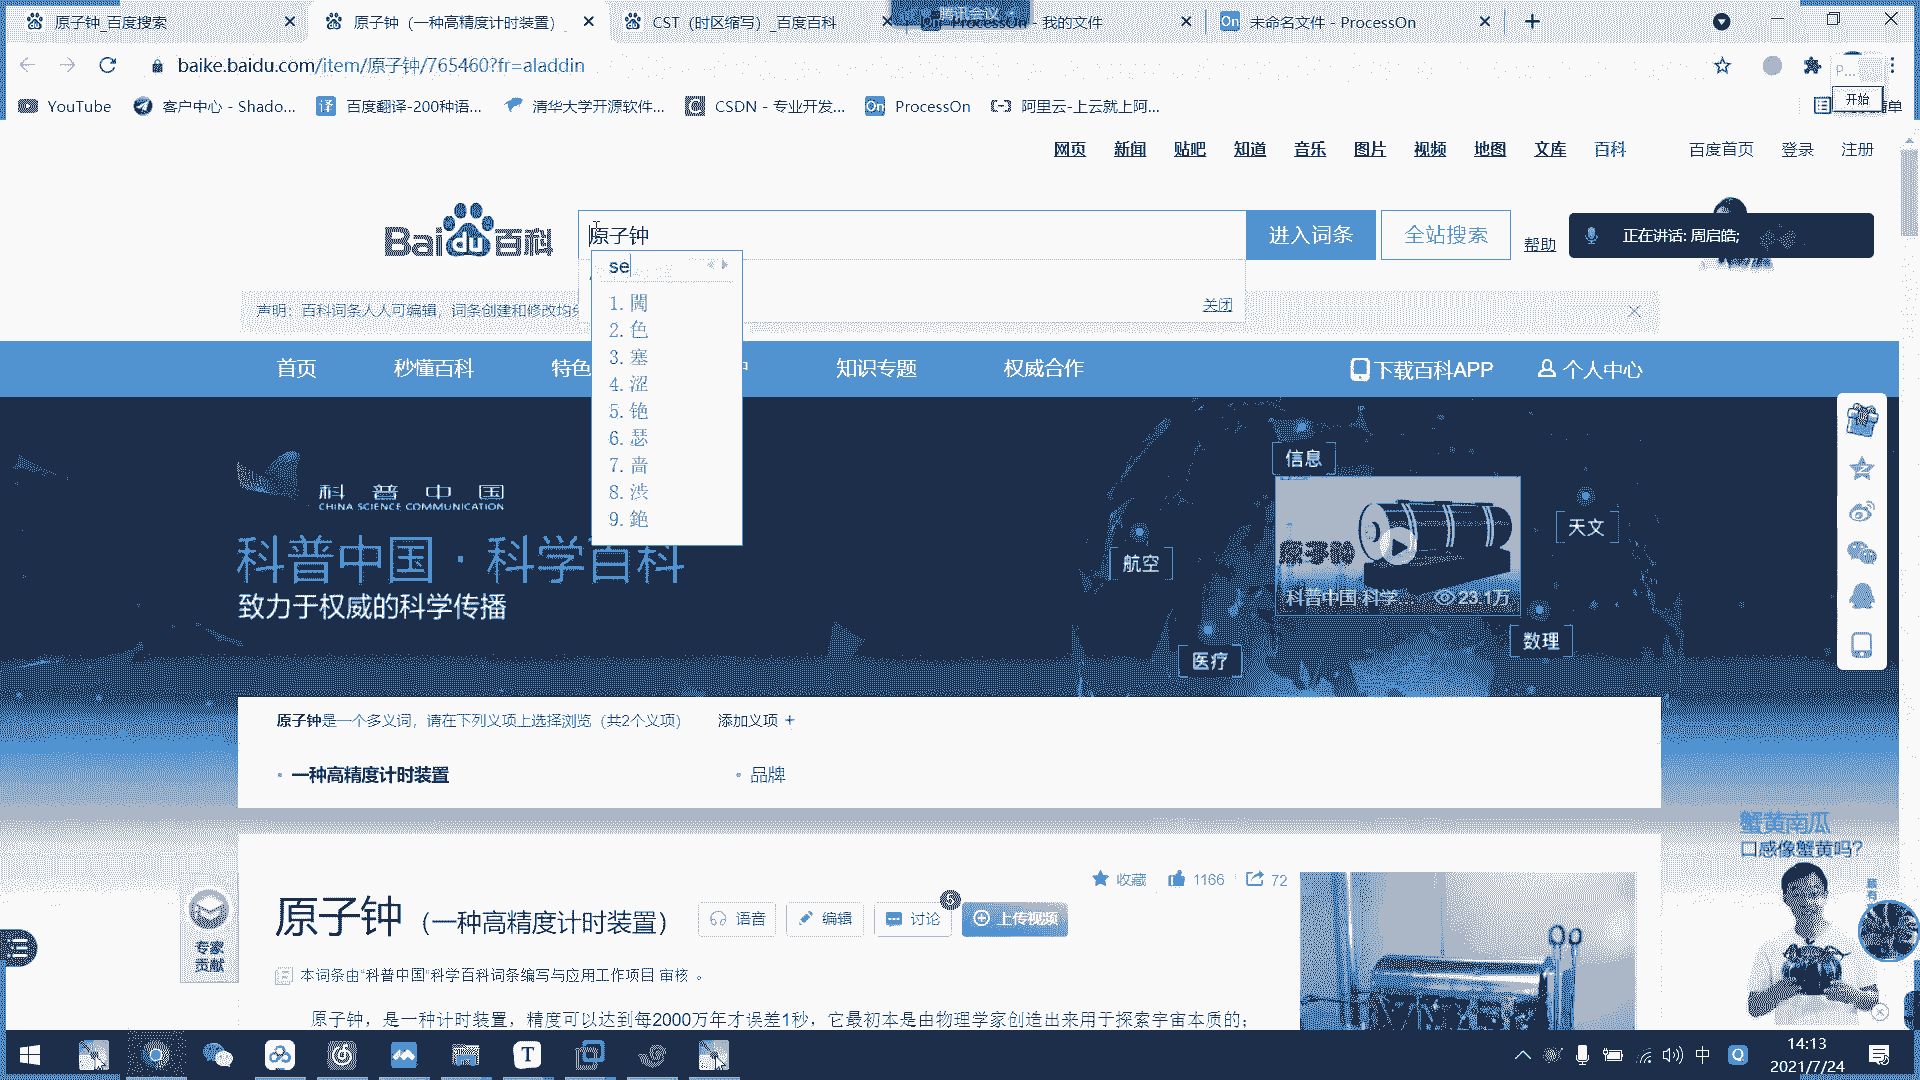 原子钟_百度搜索
原子钟（一种高精度计时装置）_
CST（时区缩写）_百度百科
ProcessOn - 我的文件
未命名文件 - ProcessOn
baike.baidu.com/item/原子钟/765460?fr=aladdin
P...
开始
YouTube
客户中心 - Shado...
百度翻译-200种语...
清华大学开源软件...
CSDN - 专业开发...
ProcessOn
阿里云-上云就上阿...
网页 新闻 贴吧 知道 音乐 图片 视频 地图 文库 百科 百度首页 登录 注册
Baidu百科
原子钟
进入词条
全站搜索
帮助
正在讲话: 周启皓;
se
1. 閪
2. 色
3. 塞
4. 涩
5. 铯
6. 瑟
7. 啬
8. 渋
9. 銫
关闭
声明：百科词条人人可编辑，词条创建和修改均免
首页 秒懂百科 特色 知识专题 权威合作 下载百科APP 个人中心
科普中国
CHINA SCIENCE COMMUNICATION
科普中国·科学百科
致力于权威的科学传播
信息
天文
航空
原子钟
科普中国·科学... 23.1万
数理
医疗
原子钟是一个多义词，请在下列义项上选择浏览（共2个义项） 添加义项 +
一种高精度计时装置
品牌
蟹黄南瓜
口感像蟹黄吗?
专家
贡献
收藏 1166 72
原子钟（一种高精度计时装置）
语音
编辑
讨论
5
上传视频
本词条由“科普中国”科学百科词条编写与应用工作项目 审核 。
原子钟，是一种计时装置，精度可以达到每2000万年才误差1秒，它最初本是由物理学家创造出来用于探索宇宙本质的；
中
14:13
2021/7/24